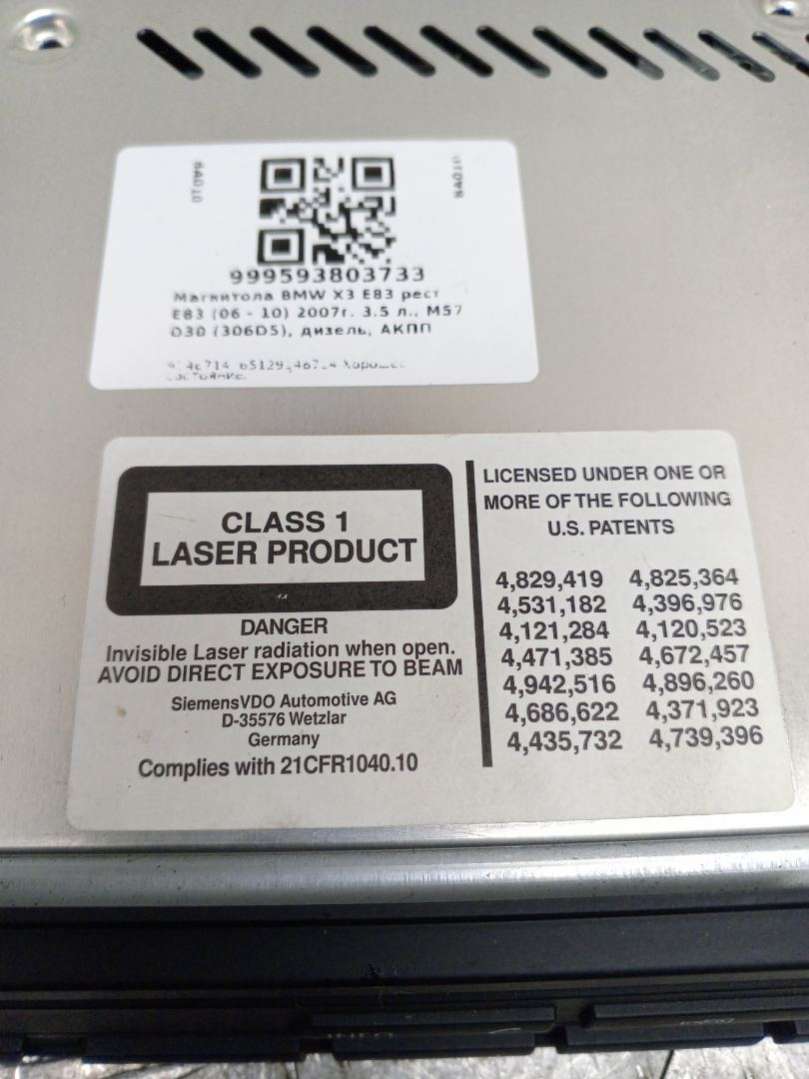 999593803733
Магнитола BMW X3 E83 рест
E83 (06 - 10) 2007г. 3.5 л., M57
D30 (306D5), дизель, АКПП
CLASS 1
LASER PRODUCT
DANGER
Invisible Laser radiation when open.
AVOID DIRECT EXPOSURE TO BEAM
SiemensVDO Automotive AG
D-35576 Wetzlar
Germany
Complies with 21CFR1040.10
LICENSED UNDER ONE OR
MORE OF THE FOLLOWING
U.S. PATENTS
4,829,419 4,825,364
4,531,182 4,396,976
4,121,284 4,120,523
4,471,385 4,672,457
4,942,516 4,896,260
4,686,622 4,371,923
4,435,732 4,739,396